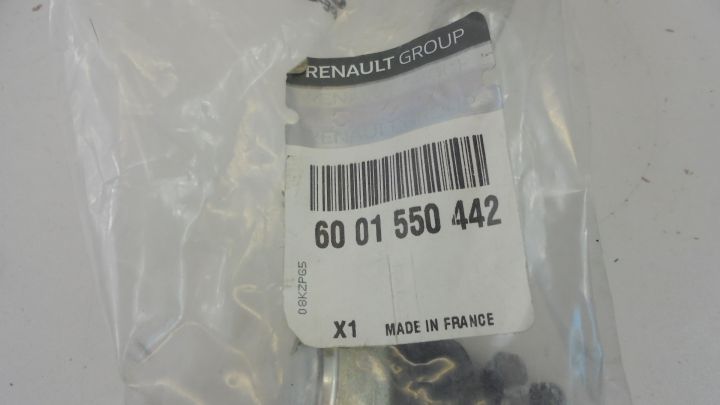 RENAULT GROUP
60 01 550 442
08KZPG5
X1 MADE IN FRANCE